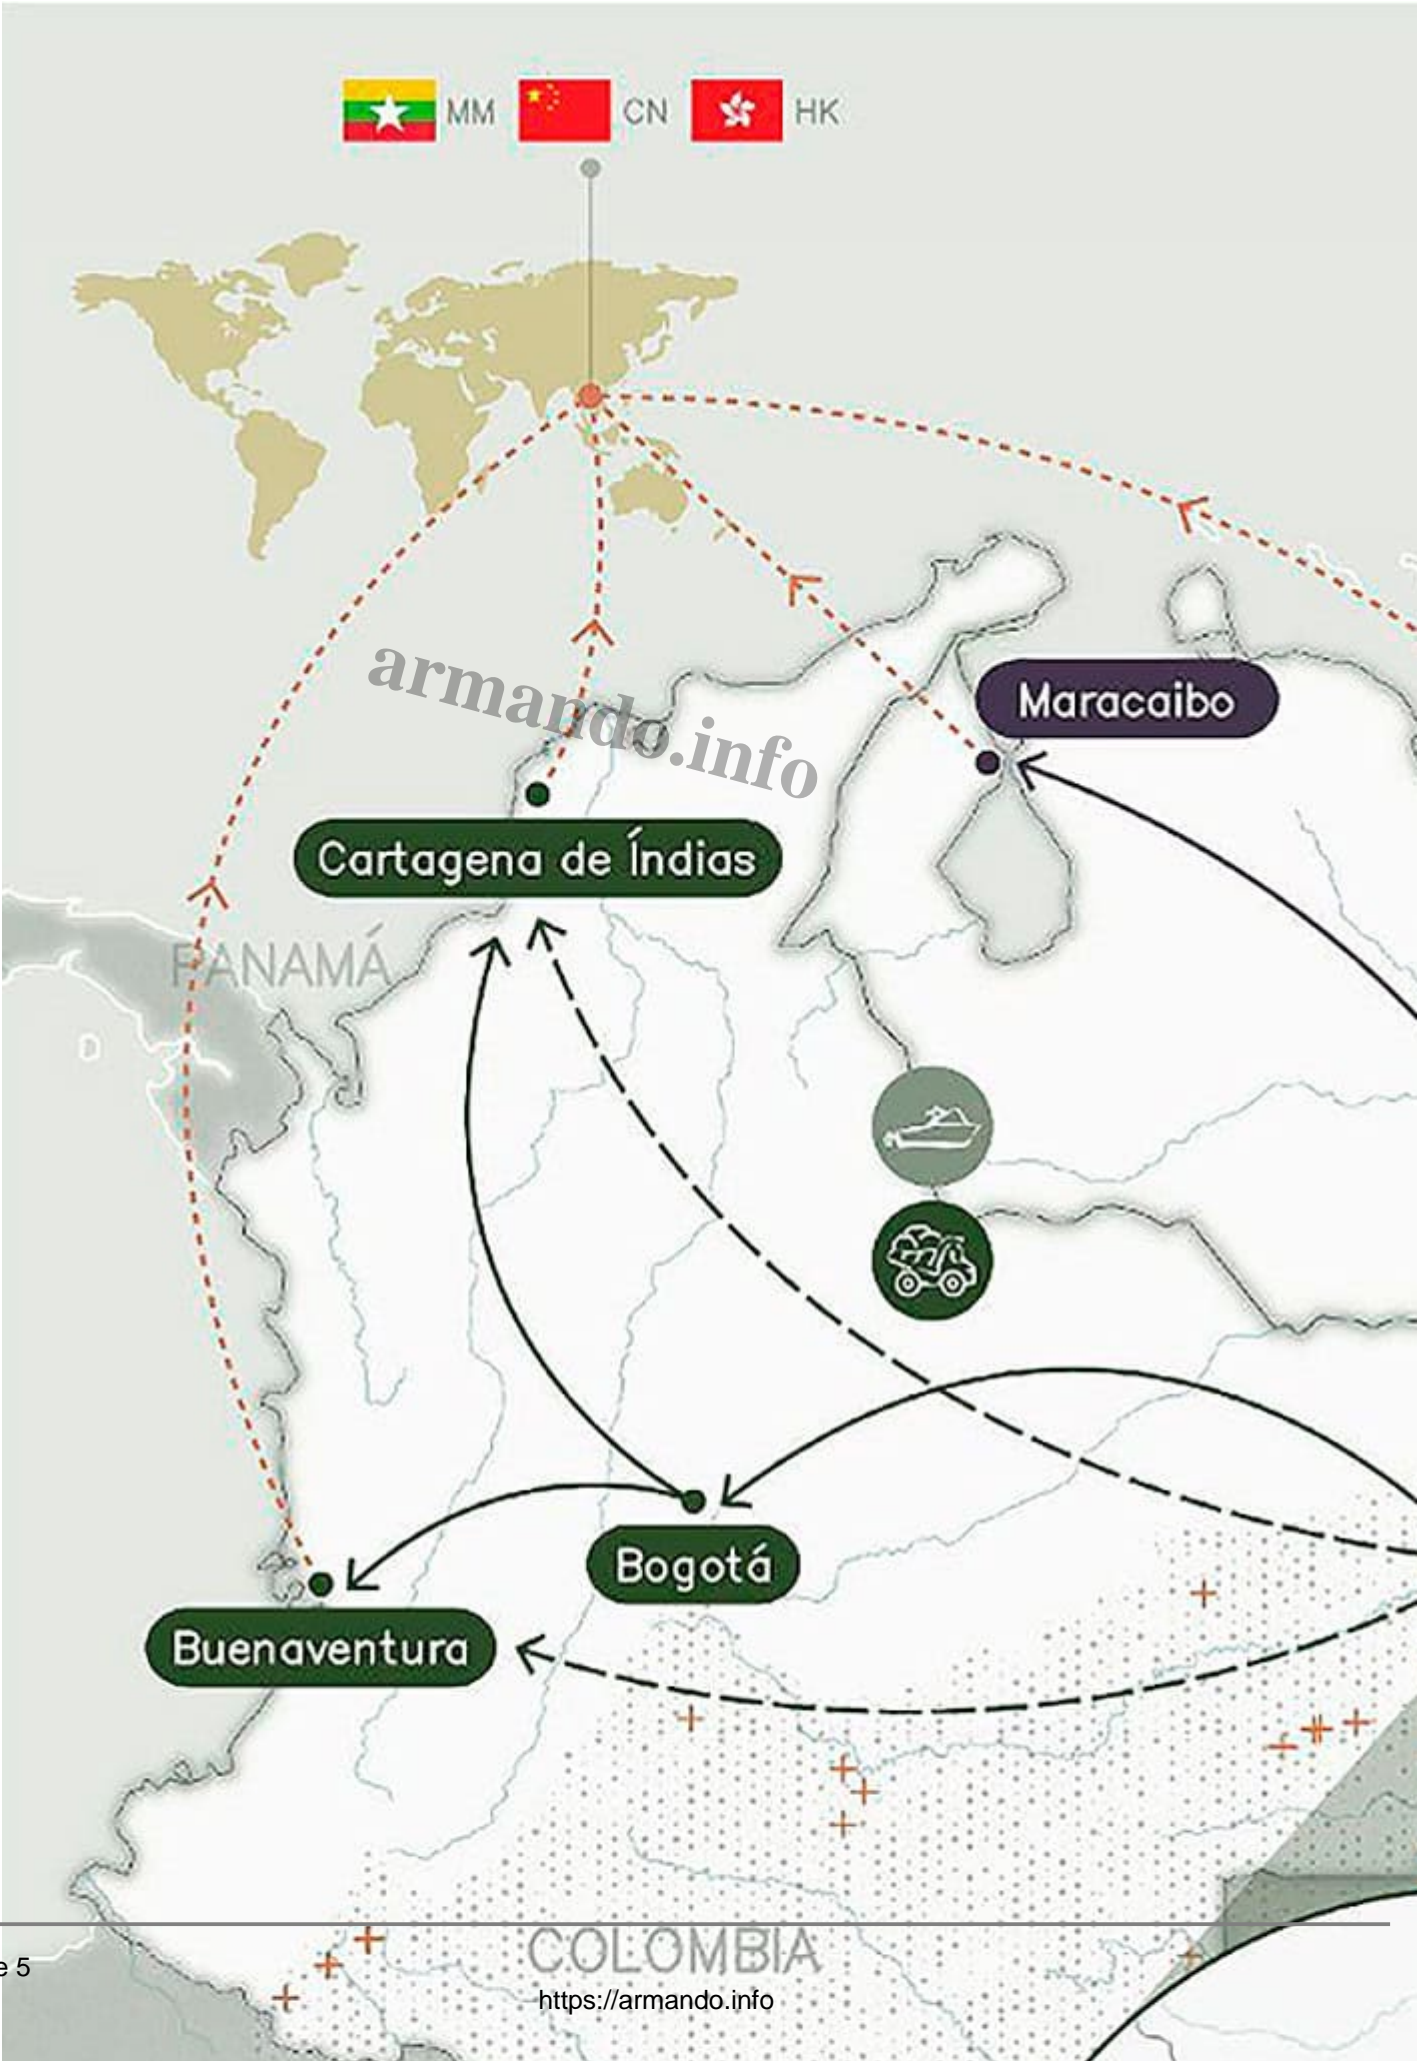 MM CN HK
Maracaibo
armando.info
Cartagena de Índias
PANAMÁ
Bogotá
Buenaventura
COLOMBIA
e 5
https://armando.info